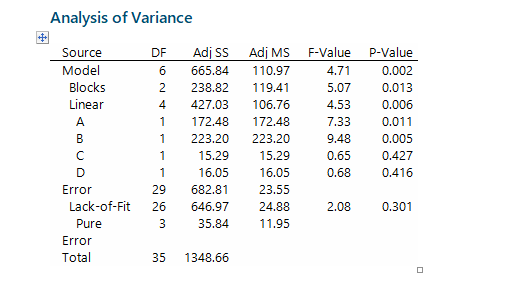 Analysis of Variance
Source DF Adj SS Adj MS F-Value P-Value
Model 6 665.84 110.97 4.71 0.002
Blocks 2 238.82 119.41 5.07 0.013
Linear 4 427.03 106.76 4.53 0.006
A 1 172.48 172.48 7.33 0.011
B 1 223.20 223.20 9.48 0.005
C 1 15.29 15.29 0.65 0.427
D 1 16.05 16.05 0.68 0.416
Error 29 682.81 23.55
Lack-of-Fit 26 646.97 24.88 2.08 0.301
Pure 3 35.84 11.95
Error
Total 35 1348.66